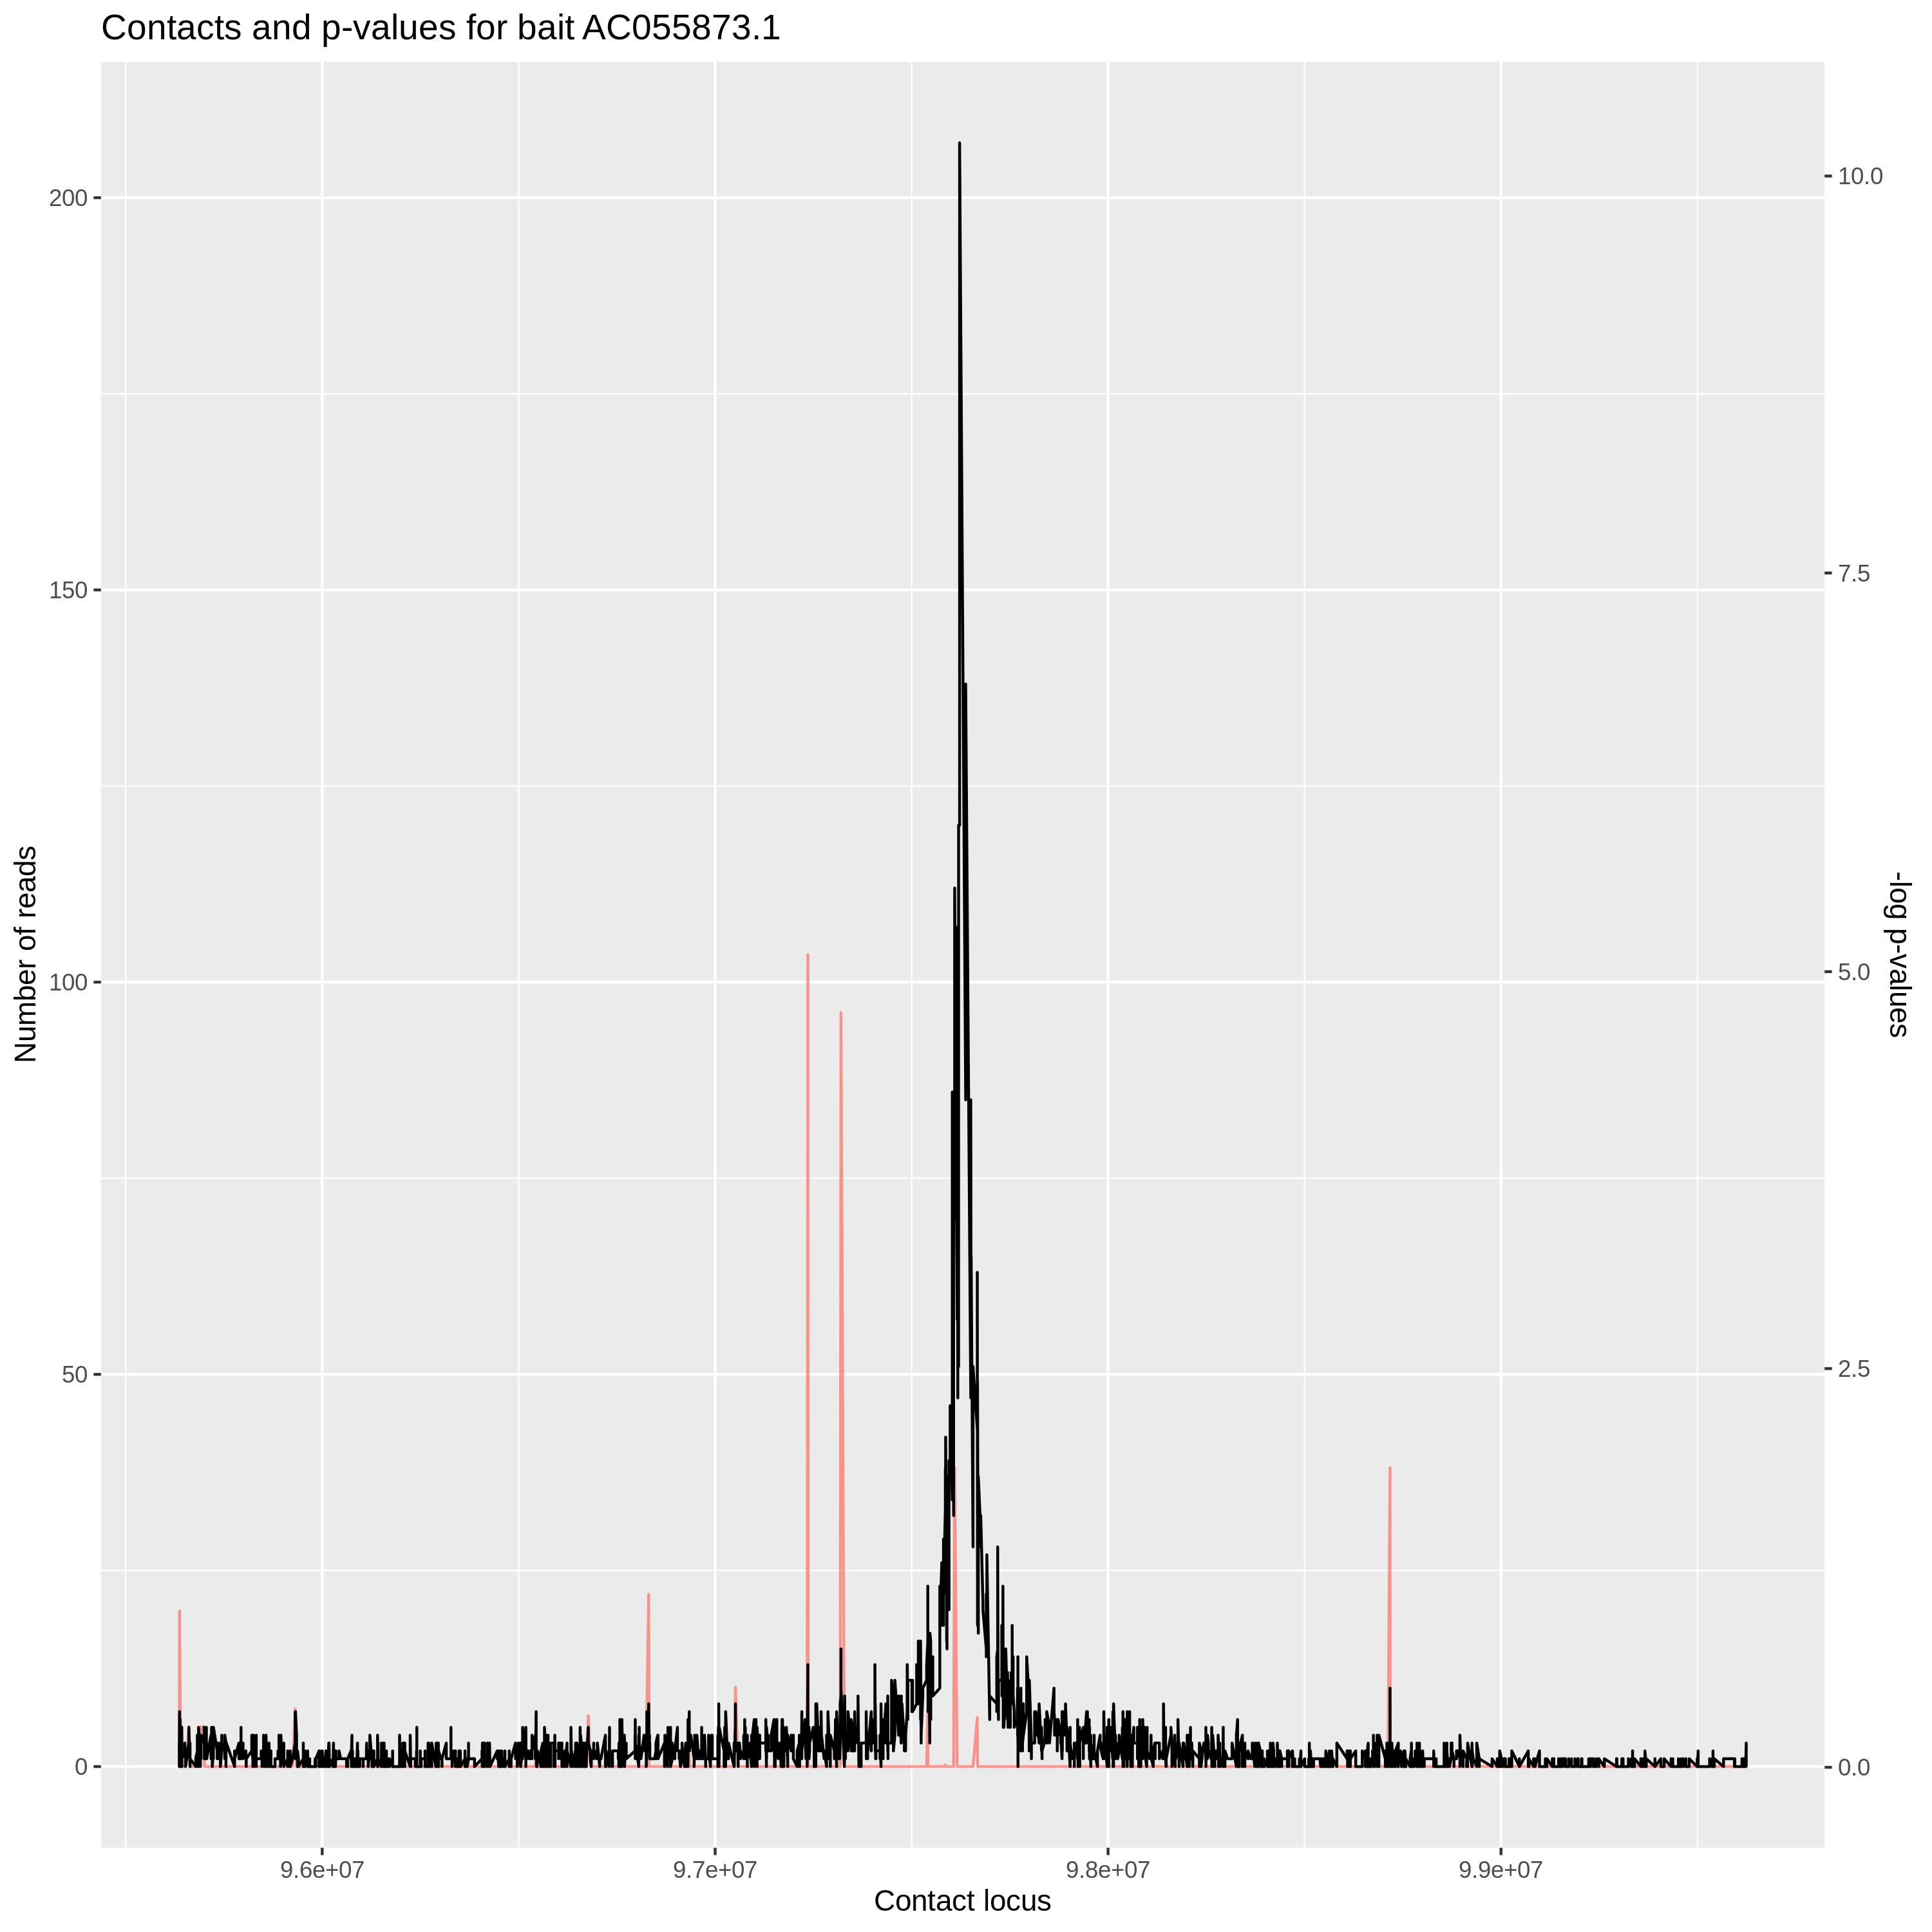 Contacts and p-values for bait AC055873.1
200
150
100
50
0
Number of reads
10.0
7.5
5.0
2.5
0.0
-log p-values
9.6e+07
9.7e+07
9.8e+07
9.9e+07
Contact locus